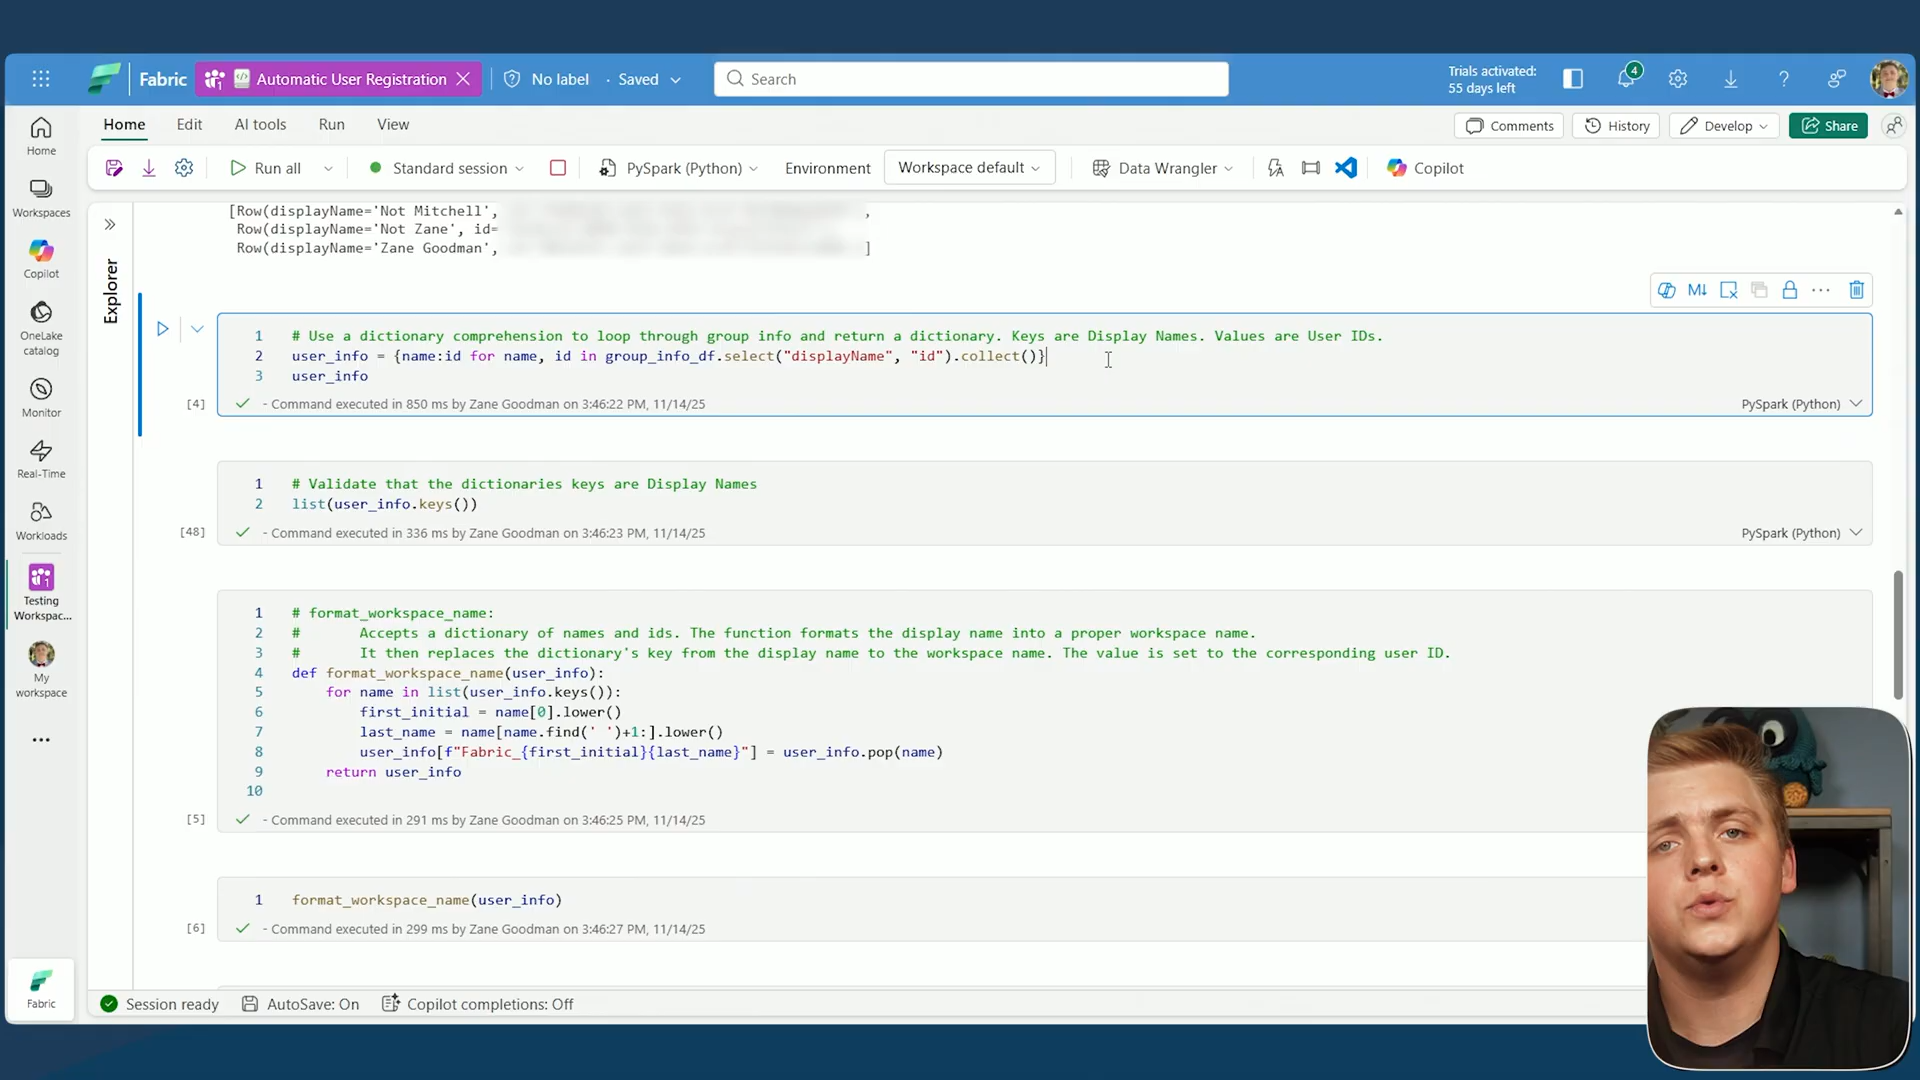 Fabric
Automatic User Registration
No label
Saved
Search
Trials activated:
55 days left
4
Home
Edit
AI tools
Run
View
Comments
History
Develop
Share
Run all
Standard session
PySpark (Python)
Environment
Workspace default
Data Wrangler
Copilot
Home
Workspaces
Copilot
OneLake
catalog
Monitor
Real-Time
Workloads
1
Testing
Workspac...
My
workspace
Fabric
Explorer
[Row(displayName='Not Mitchell', ,
Row(displayName='Not Zane', id=
Row(displayName='Zane Goodman', ]
M↓
1 # Use a dictionary comprehension to loop through group info and return a dictionary. Keys are Display Names. Values are User IDs.
2 user_info = {name:id for name, id in group_info_df.select("displayName", "id").collect()}
3 user_info
[4] - Command executed in 850 ms by Zane Goodman on 3:46:22 PM, 11/14/25 PySpark (Python)
1 # Validate that the dictionaries keys are Display Names
2 list(user_info.keys())
[48] - Command executed in 336 ms by Zane Goodman on 3:46:23 PM, 11/14/25 PySpark (Python)
1 # format_workspace_name:
2 # Accepts a dictionary of names and ids. The function formats the display name into a proper workspace name.
3 # It then replaces the dictionary's key from the display name to the workspace name. The value is set to the corresponding user ID.
4 def format_workspace_name(user_info):
5 for name in list(user_info.keys()):
6 first_initial = name[0].lower()
7 last_name = name[name.find(' ')+1:].lower()
8 user_info[f"Fabric_{first_initial}{last_name}"] = user_info.pop(name)
9 return user_info
10
[5] - Command executed in 291 ms by Zane Goodman on 3:46:25 PM, 11/14/25
1 format_workspace_name(user_info)
[6] - Command executed in 299 ms by Zane Goodman on 3:46:27 PM, 11/14/25
Session ready
AutoSave: On
Copilot completions: Off